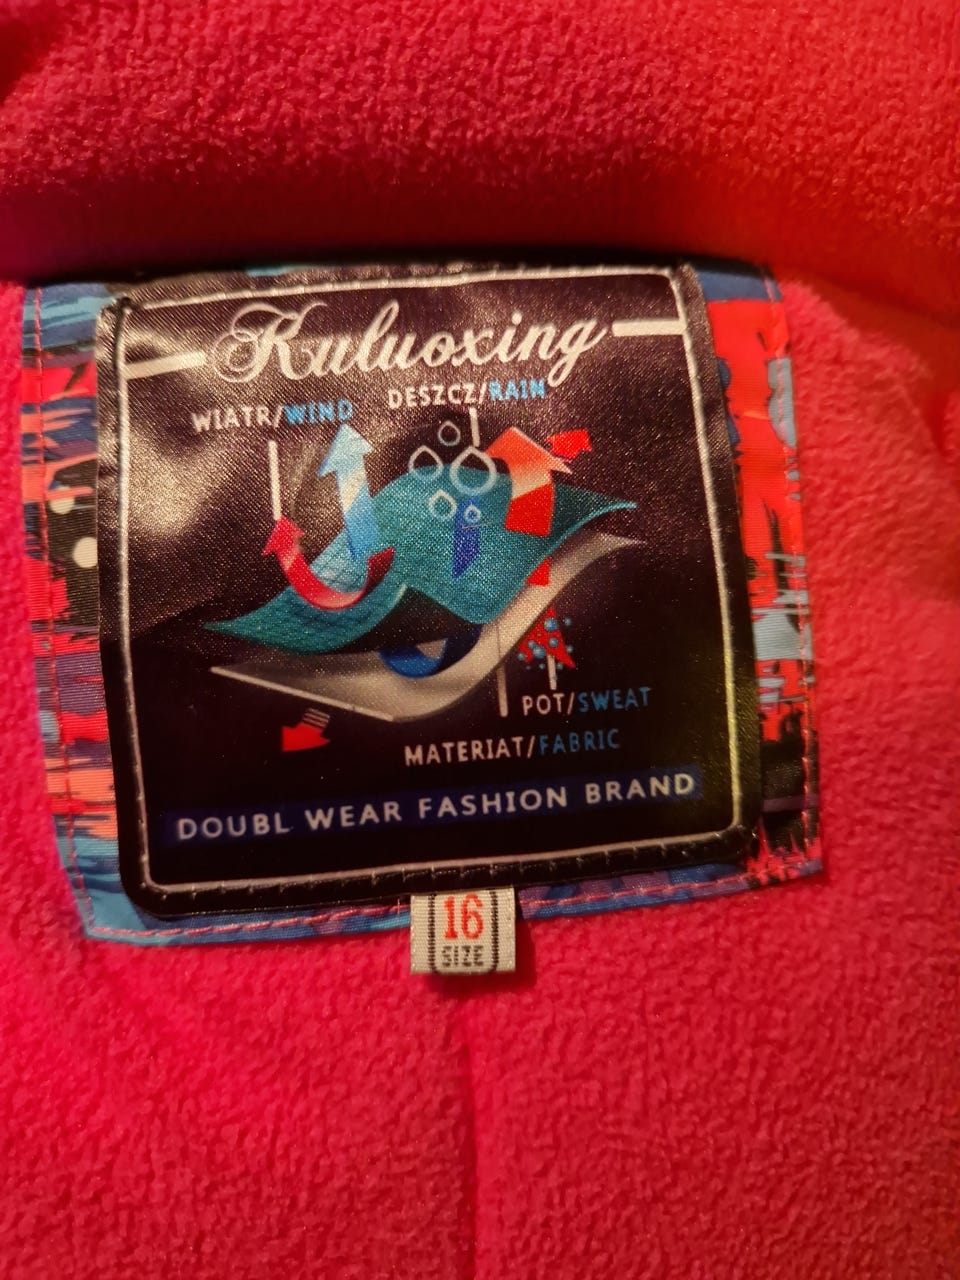 Kuluoxing
WIATR/WIND
DESZCZ/RAIN
POT/SWEAT
MATERIAT/FABRIC
DOUBL WEAR FASHION BRAND
16
SIZE